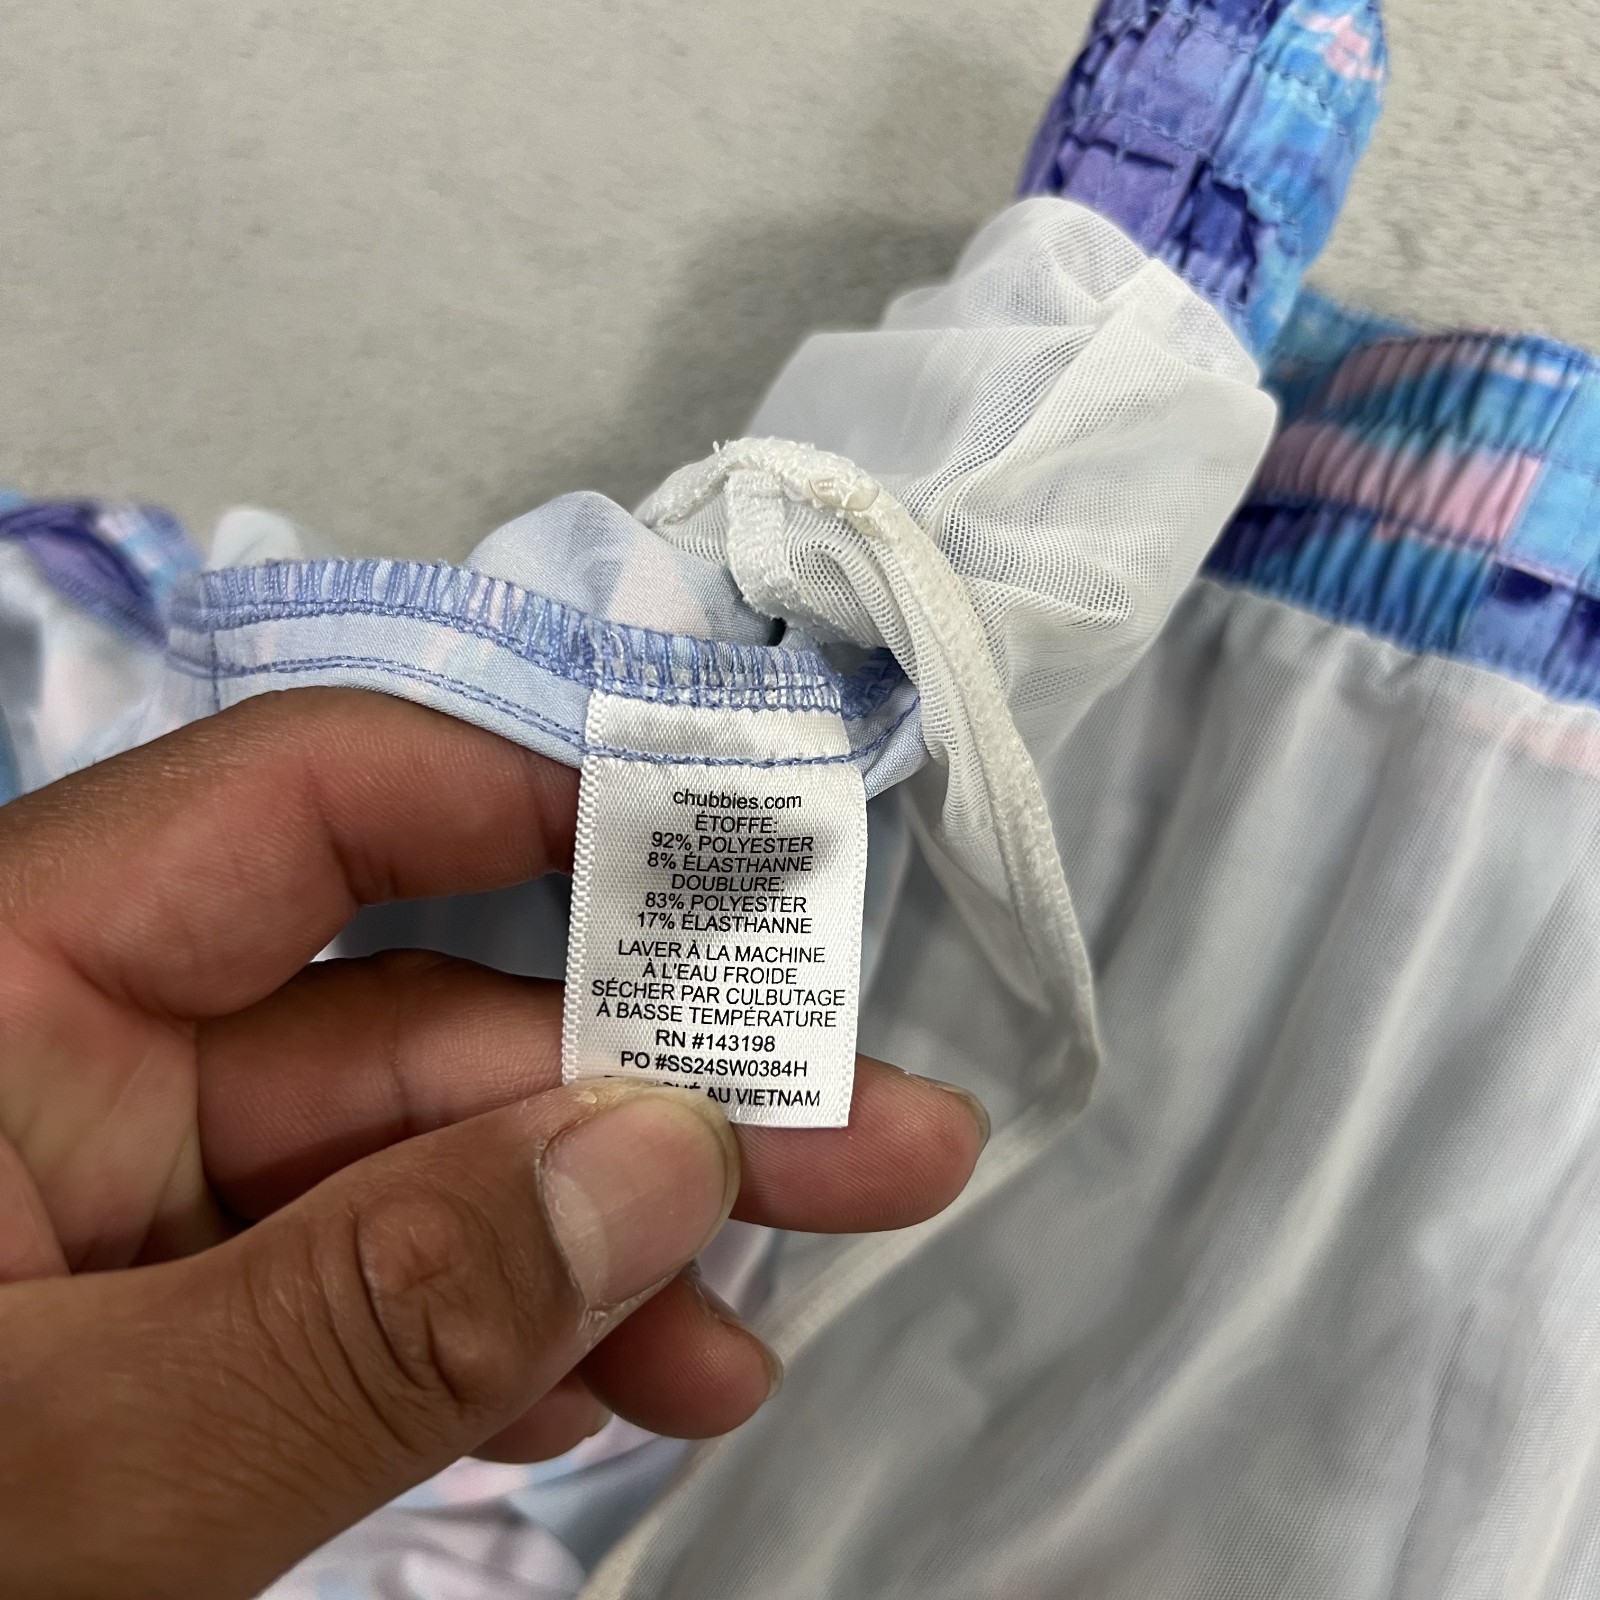 chubbies.com
ÉTOFFE:
92% POLYESTER
8% ÉLASTHANNE
DOUBLURE:
83% POLYESTER
17% ÉLASTHANNE
LAVER À LA MACHINE
À L'EAU FROIDE
SÉCHER PAR CULBUTAGE
À BASSE TEMPÉRATURE
RN #143198
PO #SS24SW0384H
AU VIETNAM